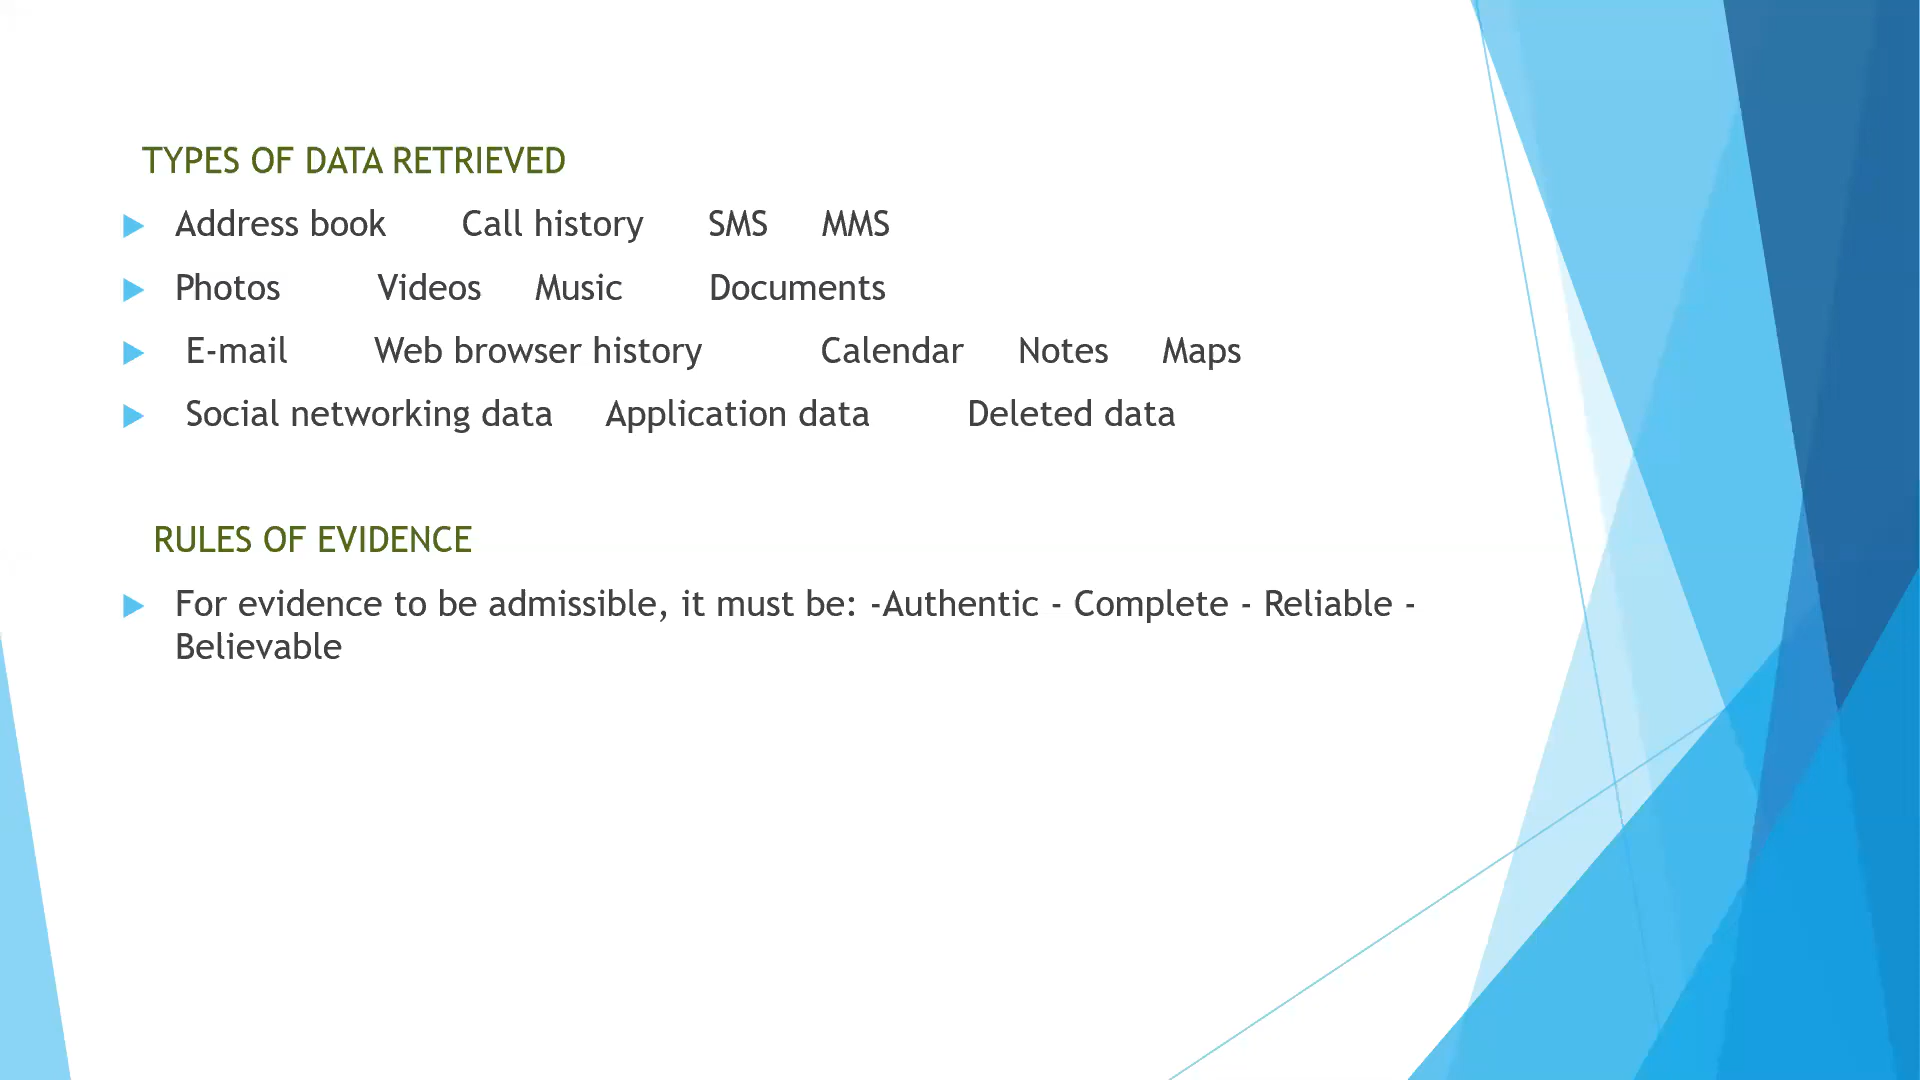 TYPES OF DATA RETRIEVED
Address book Call history SMS MMS
Photos Videos Music Documents
E-mail Web browser history Calendar Notes Maps
Social networking data Application data Deleted data
RULES OF EVIDENCE
For evidence to be admissible, it must be: -Authentic - Complete - Reliable -
Believable